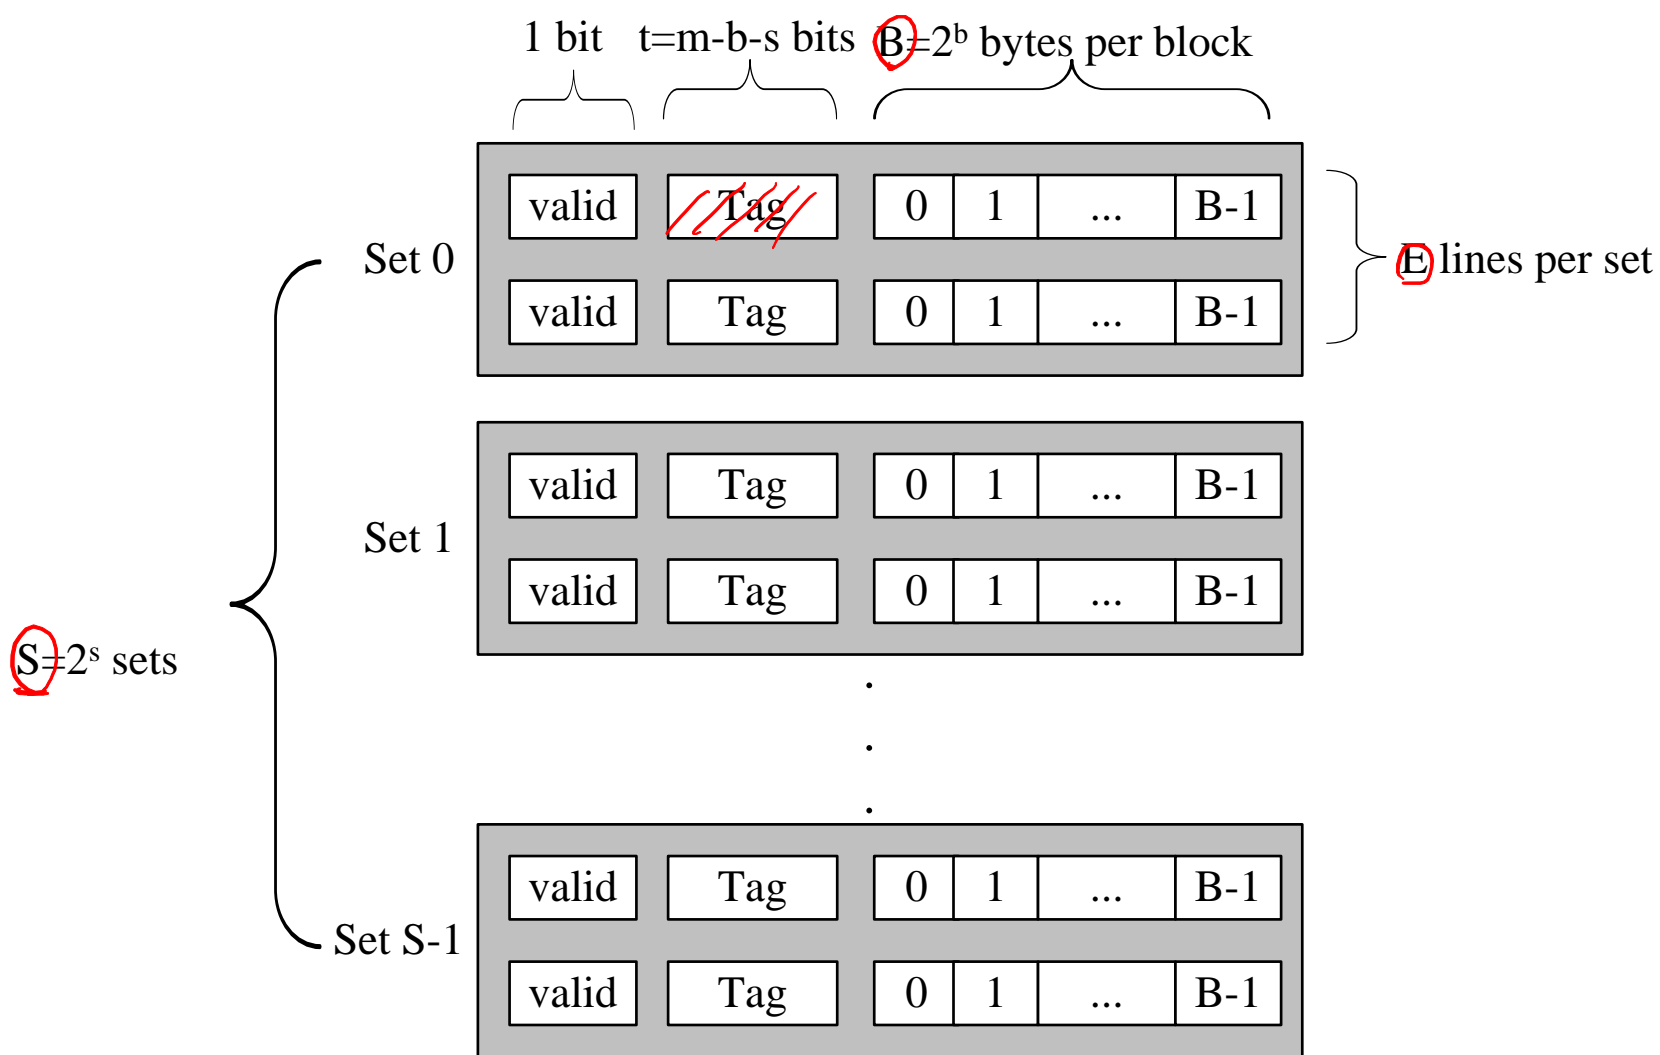 1 bit t=m-b-s bits B=2ᵇ bytes per block
valid Tag 0 1 ... B-1
Set 0 E lines per set
valid Tag 0 1 ... B-1
valid Tag 0 1 ... B-1
Set 1
valid Tag 0 1 ... B-1
S=2ˢ sets
.
.
.
valid Tag 0 1 ... B-1
Set S-1
valid Tag 0 1 ... B-1